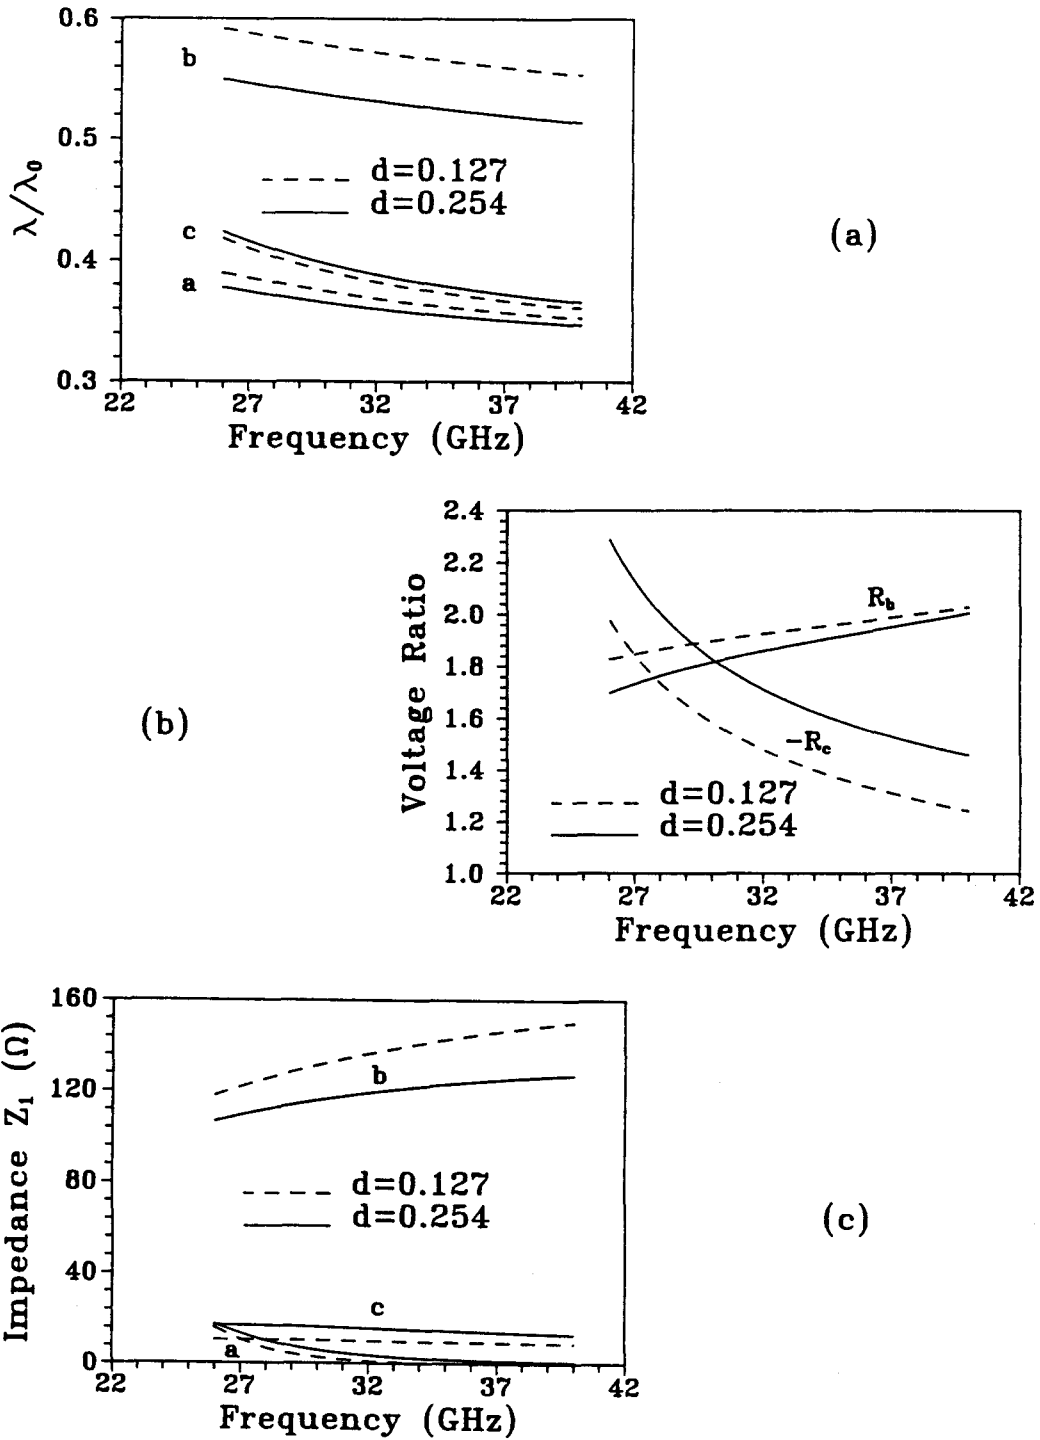 0.6
b
0.5
d=0.127
d=0.254
λ/λ0
c
0.4
a
0.3
22 27 32 37 42
Frequency (GHz)
(a)
2.4
2.2
2.0
1.8
1.6
1.4
1.2
1.0
Voltage Ratio
Rb
-Rc
d=0.127
d=0.254
22 27 32 37 42
Frequency (GHz)
(b)
160
120
80
40
0
Impedance Z1 (Ω)
b
d=0.127
d=0.254
c
a
22 27 32 37 42
Frequency (GHz)
(c)